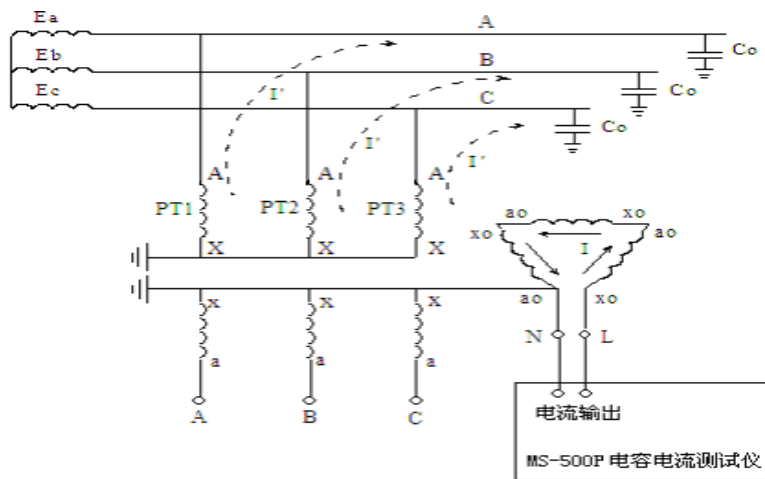 Ea
A
Co
Eb
B
Co
Ec
C
Co
I'
I'
I'
A
A
A
PT1
PT2
PT3
X
X
X
ao
xo
xo
ao
I
ao
xo
x
x
x
a
a
a
N
L
A
B
C
电流输出
MS-500P 电容电流测试仪